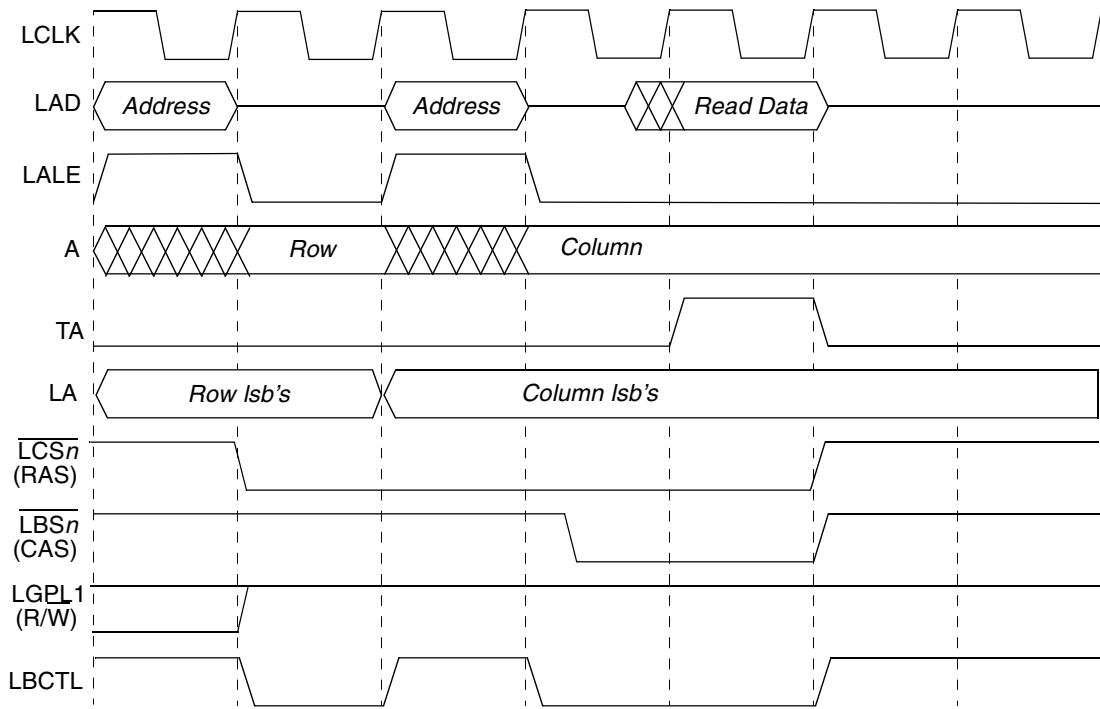 LCLK
LAD Address Address Read Data
LALE
A Row Column
TA
LA Row lsb's Column lsb's
LCSn
(RAS)
LBSn
(CAS)
LGPL1
(R/W)
LBCTL